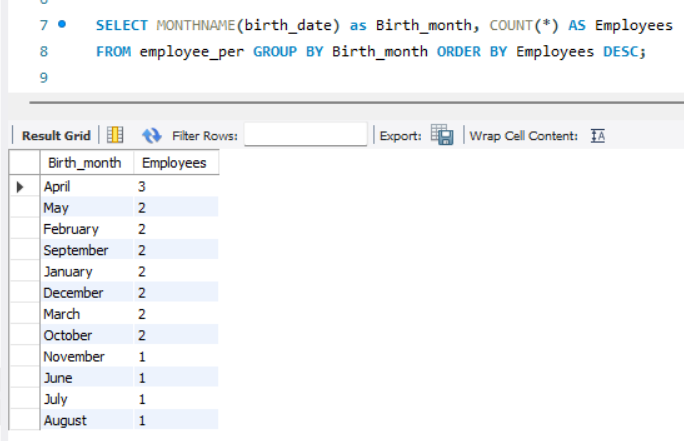 7 SELECT MONTHNAME(birth_date) as Birth_month, COUNT(*) AS Employees
8 FROM employee_per GROUP BY Birth_month ORDER BY Employees DESC;
9
Result Grid Filter Rows: Export: Wrap Cell Content: IA
Birth_month Employees
April 3
May 2
February 2
September 2
January 2
December 2
March 2
October 2
November 1
June 1
July 1
August 1